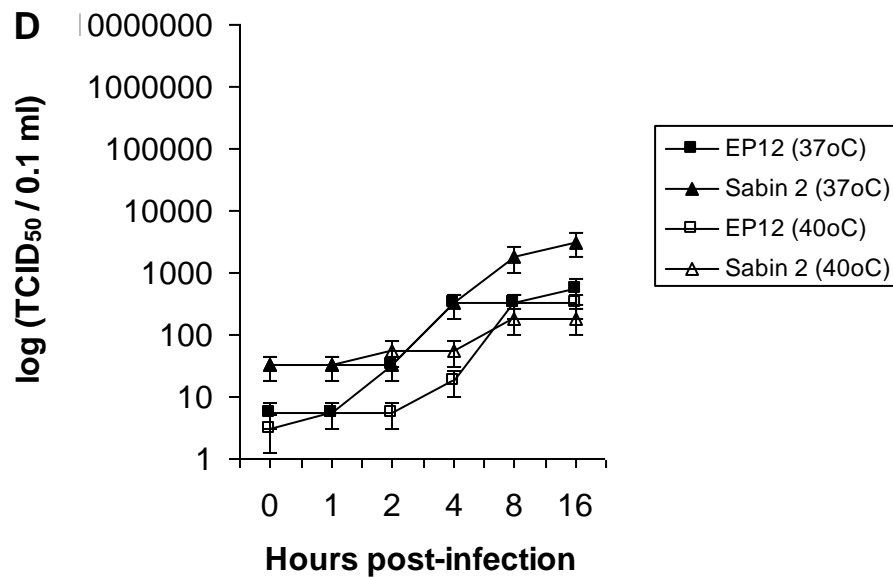 D
0000000
1000000
100000
10000
1000
100
10
1
log (TCID50 / 0.1 ml)
0 1 2 4 8 16
Hours post-infection
EP12 (37oC)
Sabin 2 (37oC)
EP12 (40oC)
Sabin 2 (40oC)